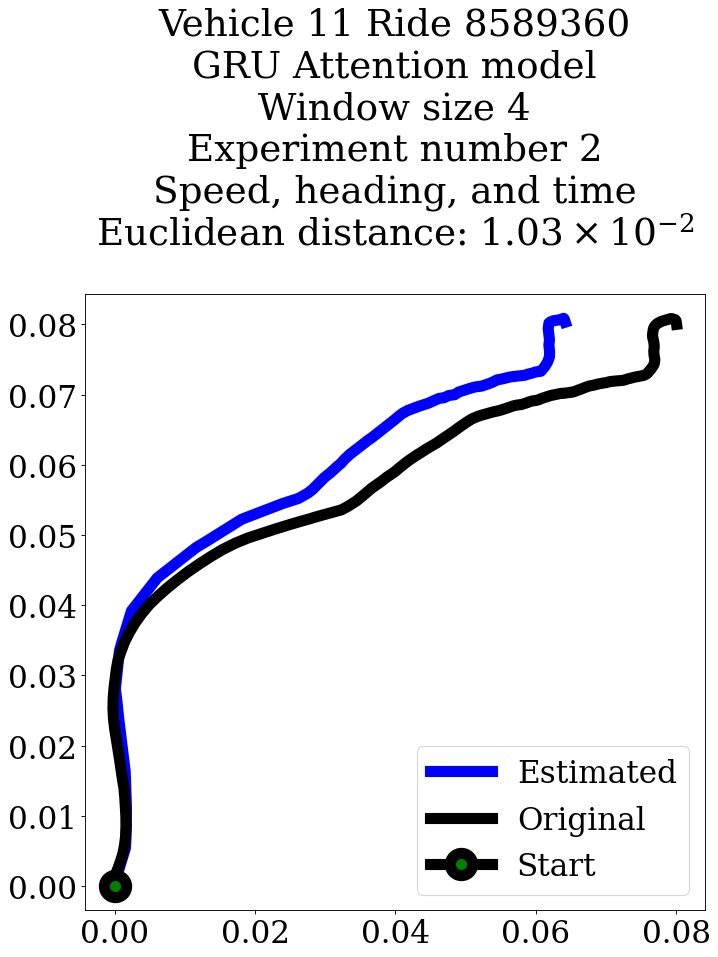 Vehicle 11 Ride 8589360
GRU Attention model
Window size 4
Experiment number 2
Speed, heading, and time
Euclidean distance: 1.03 × 10⁻²
0.08
0.07
0.06
0.05
0.04
0.03
0.02
0.01
0.00
Estimated
Original
Start
0.00 0.02 0.04 0.06 0.08